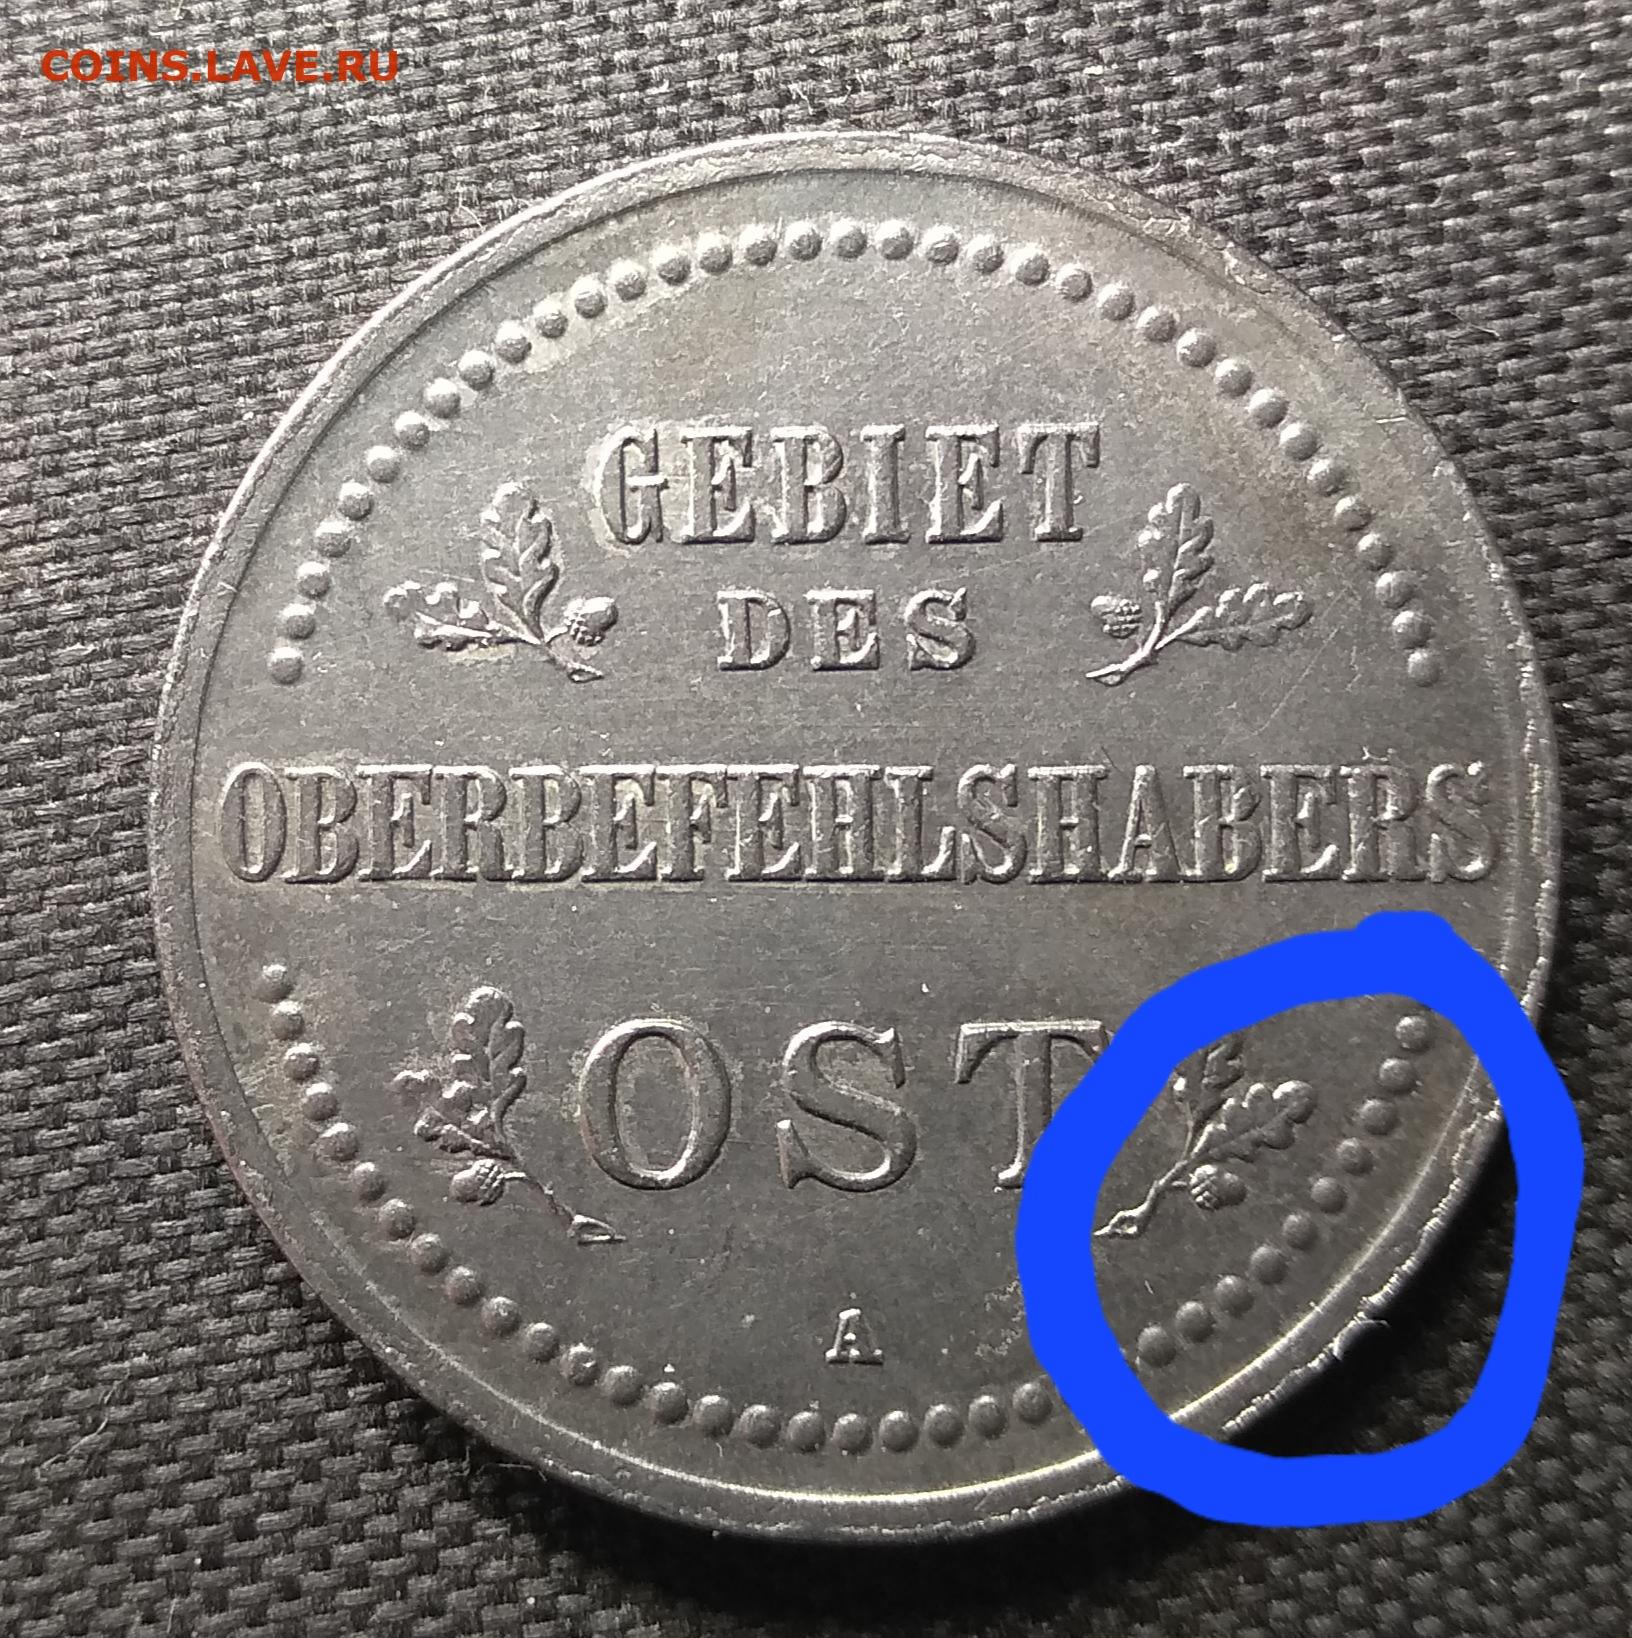 COINS.LAVE.RU
GEBIET
DES
OBERBEFEHLSHABERS
OST
A